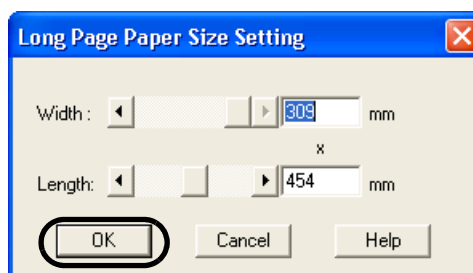 Long Page Paper Size Setting
Width : 309 mm
x
Length: 454 mm
OK Cancel Help